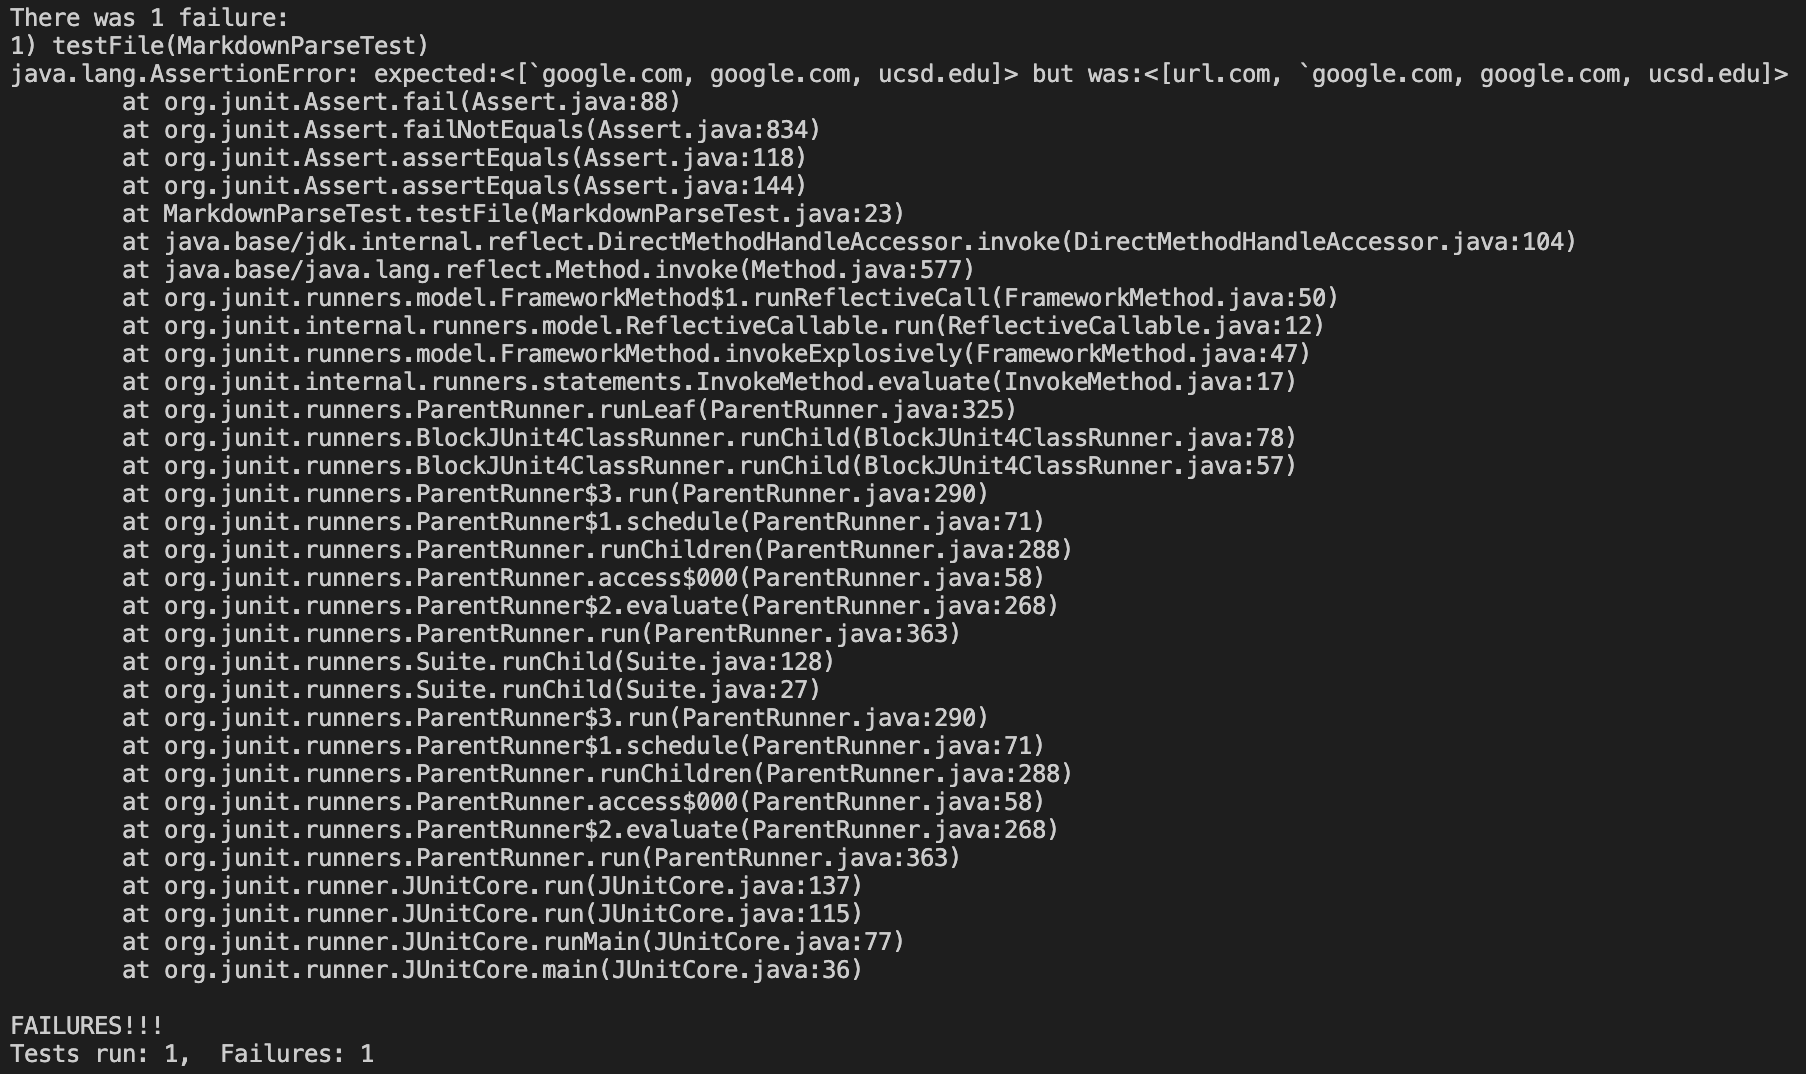 There was 1 failure:
1) testFile(MarkdownParseTest)
java.lang.AssertionError: expected:<[`google.com, google.com, ucsd.edu]> but was:<[url.com, `google.com, google.com, ucsd.edu]>
        at org.junit.Assert.fail(Assert.java:88)
        at org.junit.Assert.failNotEquals(Assert.java:834)
        at org.junit.Assert.assertEquals(Assert.java:118)
        at org.junit.Assert.assertEquals(Assert.java:144)
        at MarkdownParseTest.testFile(MarkdownParseTest.java:23)
        at java.base/jdk.internal.reflect.DirectMethodHandleAccessor.invoke(DirectMethodHandleAccessor.java:104)
        at java.base/java.lang.reflect.Method.invoke(Method.java:577)
        at org.junit.runners.model.FrameworkMethod$1.runReflectiveCall(FrameworkMethod.java:50)
        at org.junit.internal.runners.model.ReflectiveCallable.run(ReflectiveCallable.java:12)
        at org.junit.runners.model.FrameworkMethod.invokeExplosively(FrameworkMethod.java:47)
        at org.junit.internal.runners.statements.InvokeMethod.evaluate(InvokeMethod.java:17)
        at org.junit.runners.ParentRunner.runLeaf(ParentRunner.java:325)
        at org.junit.runners.BlockJUnit4ClassRunner.runChild(BlockJUnit4ClassRunner.java:78)
        at org.junit.runners.BlockJUnit4ClassRunner.runChild(BlockJUnit4ClassRunner.java:57)
        at org.junit.runners.ParentRunner$3.run(ParentRunner.java:290)
        at org.junit.runners.ParentRunner$1.schedule(ParentRunner.java:71)
        at org.junit.runners.ParentRunner.runChildren(ParentRunner.java:288)
        at org.junit.runners.ParentRunner.access$000(ParentRunner.java:58)
        at org.junit.runners.ParentRunner$2.evaluate(ParentRunner.java:268)
        at org.junit.runners.ParentRunner.run(ParentRunner.java:363)
        at org.junit.runners.Suite.runChild(Suite.java:128)
        at org.junit.runners.Suite.runChild(Suite.java:27)
        at org.junit.runners.ParentRunner$3.run(ParentRunner.java:290)
        at org.junit.runners.ParentRunner$1.schedule(ParentRunner.java:71)
        at org.junit.runners.ParentRunner.runChildren(ParentRunner.java:288)
        at org.junit.runners.ParentRunner.access$000(ParentRunner.java:58)
        at org.junit.runners.ParentRunner$2.evaluate(ParentRunner.java:268)
        at org.junit.runners.ParentRunner.run(ParentRunner.java:363)
        at org.junit.runner.JUnitCore.run(JUnitCore.java:137)
        at org.junit.runner.JUnitCore.run(JUnitCore.java:115)
        at org.junit.runner.JUnitCore.runMain(JUnitCore.java:77)
        at org.junit.runner.JUnitCore.main(JUnitCore.java:36)

FAILURES!!!
Tests run: 1,  Failures: 1